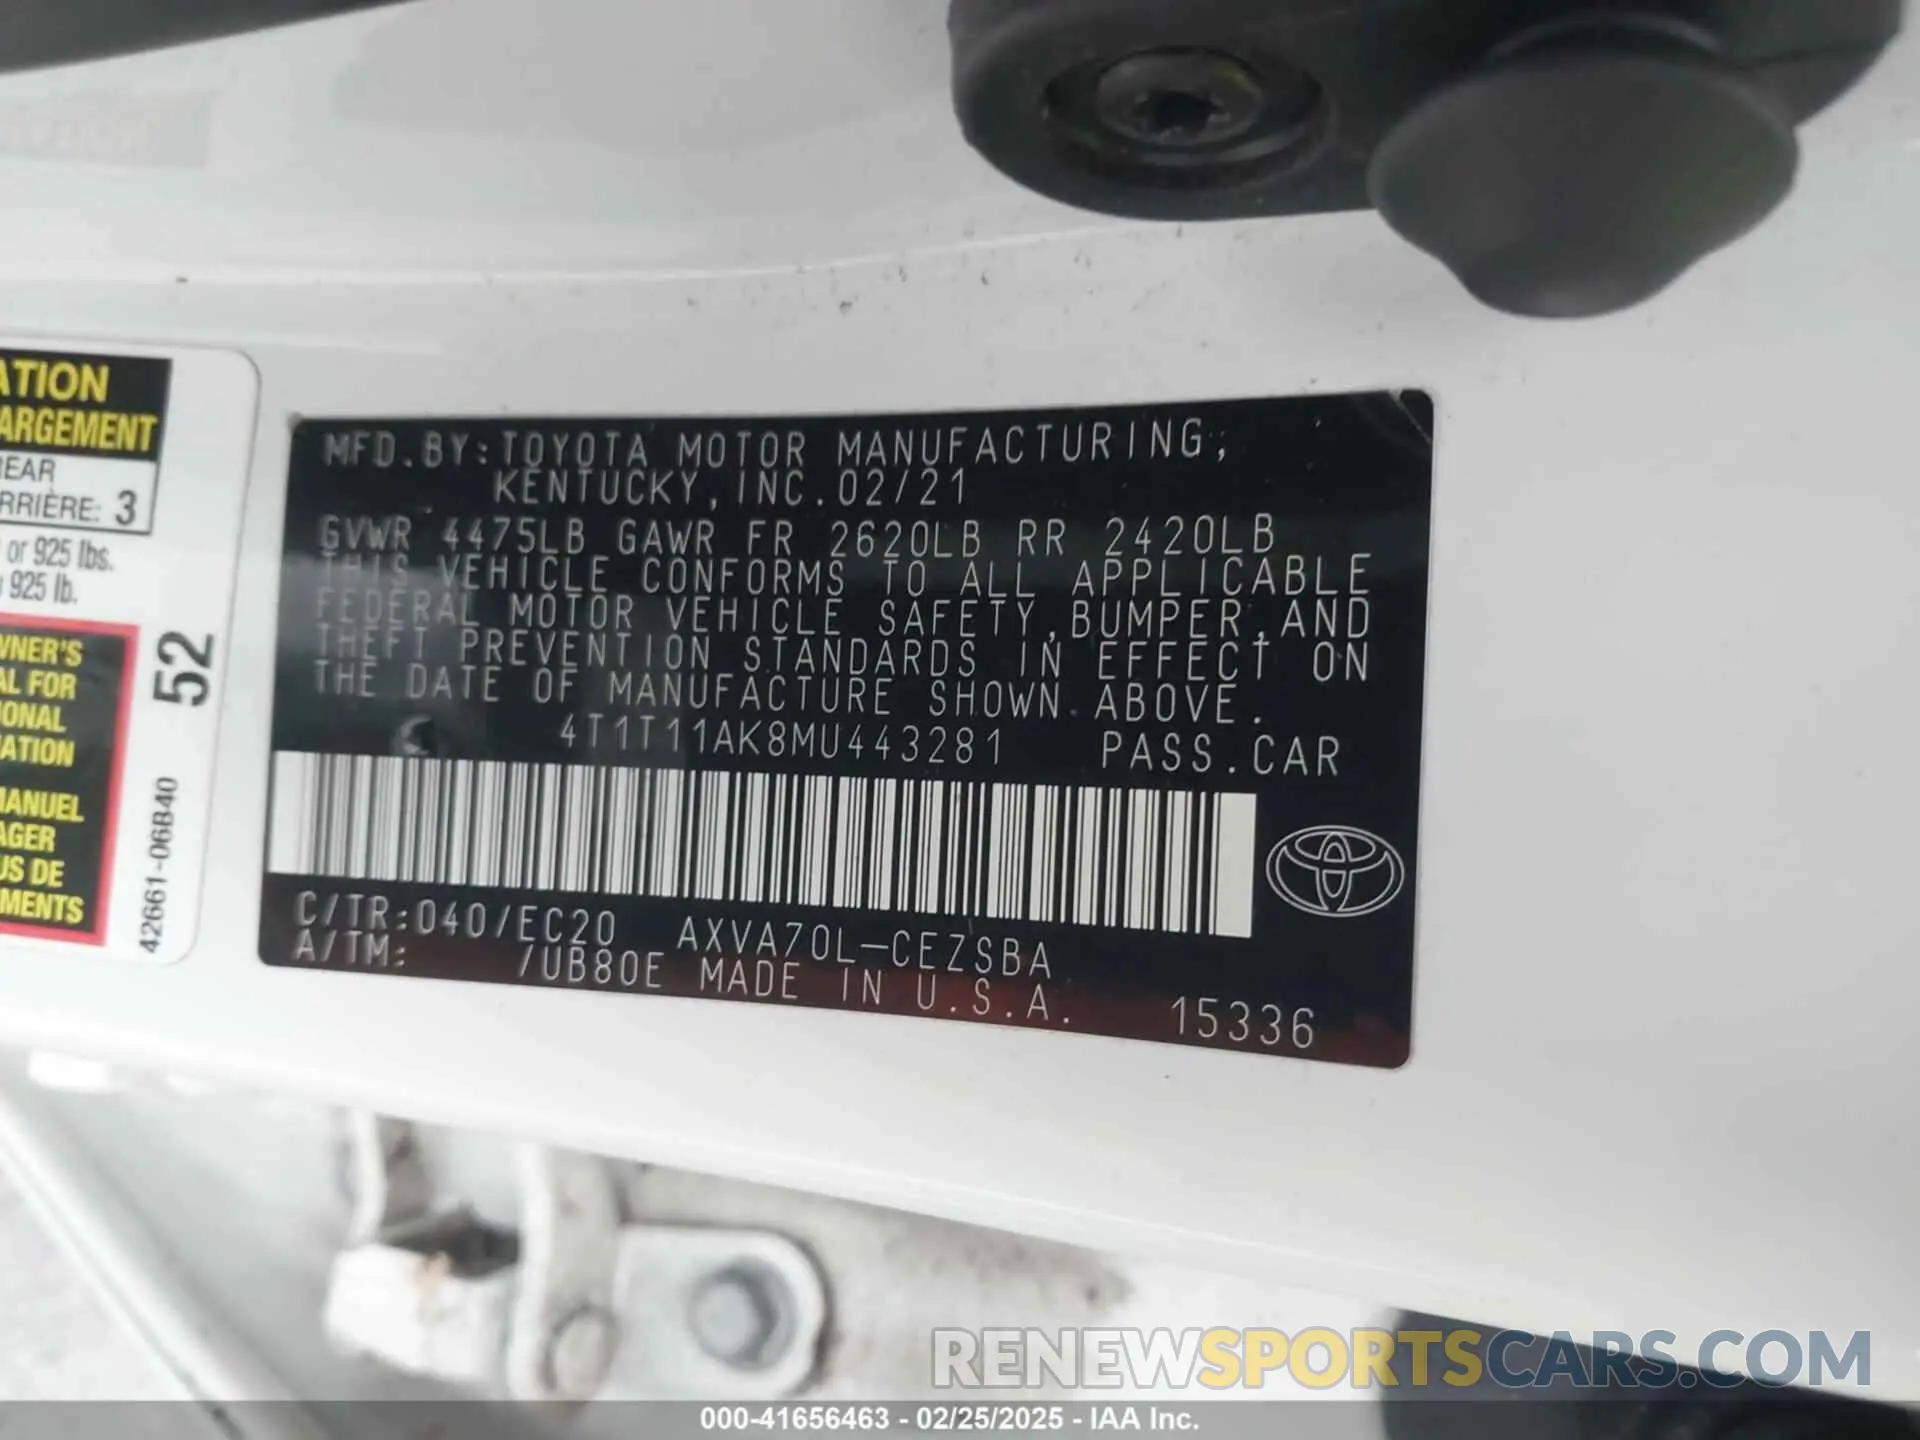 ATION
ARGEMENT
REAR
RRIÈRE: 3
or 925 lbs.
925 lb.
WNER'S
AL FOR
IONAL
ATION
MANUEL
AGER
US DE
MENTS
52
42661-06B40
MFD.BY:TOYOTA MOTOR MANUFACTURING,
KENTUCKY,INC.02/21
GVWR 4475LB GAWR FR 2620LB RR 2420LB
THIS VEHICLE CONFORMS TO ALL APPLICABLE
FEDERAL MOTOR VEHICLE SAFETY,BUMPER,AND
THEFT PREVENTION STANDARDS IN EFFECT ON
THE DATE OF MANUFACTURE SHOWN ABOVE.
4T1T11AK8MU443281 PASS.CAR
C/TR:040/EC20 AXVA70L-CEZSBA
A/TM: /UB80E MADE IN U.S.A. 15336
RENEWSPORTSCARS.COM
000-41656463 - 02/25/2025 - IAA Inc.